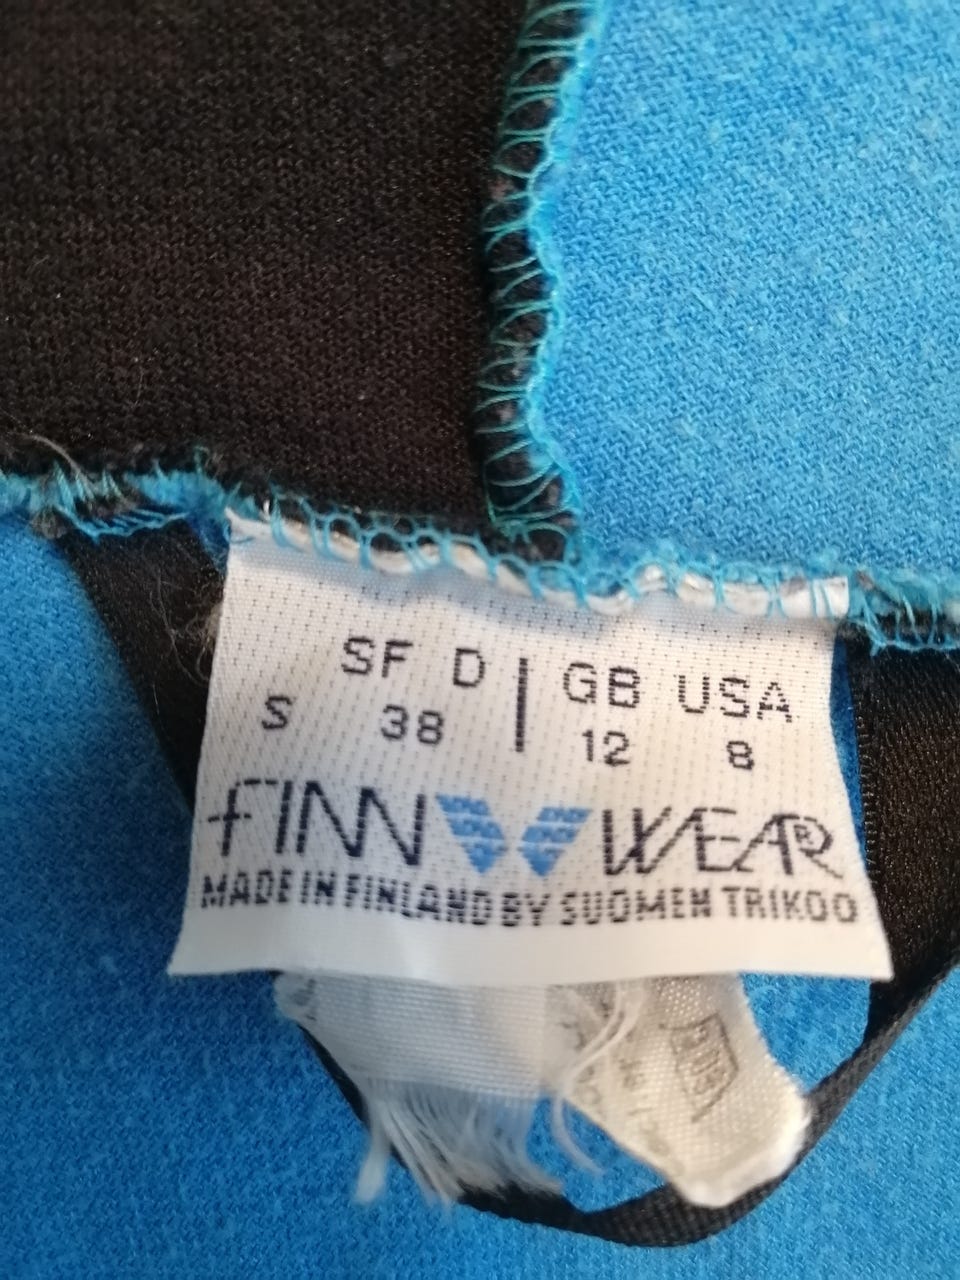 SF D | GB USA
S 38 12 8
FINN WEAR®
MADE IN FINLAND BY SUOMEN TRIKOO